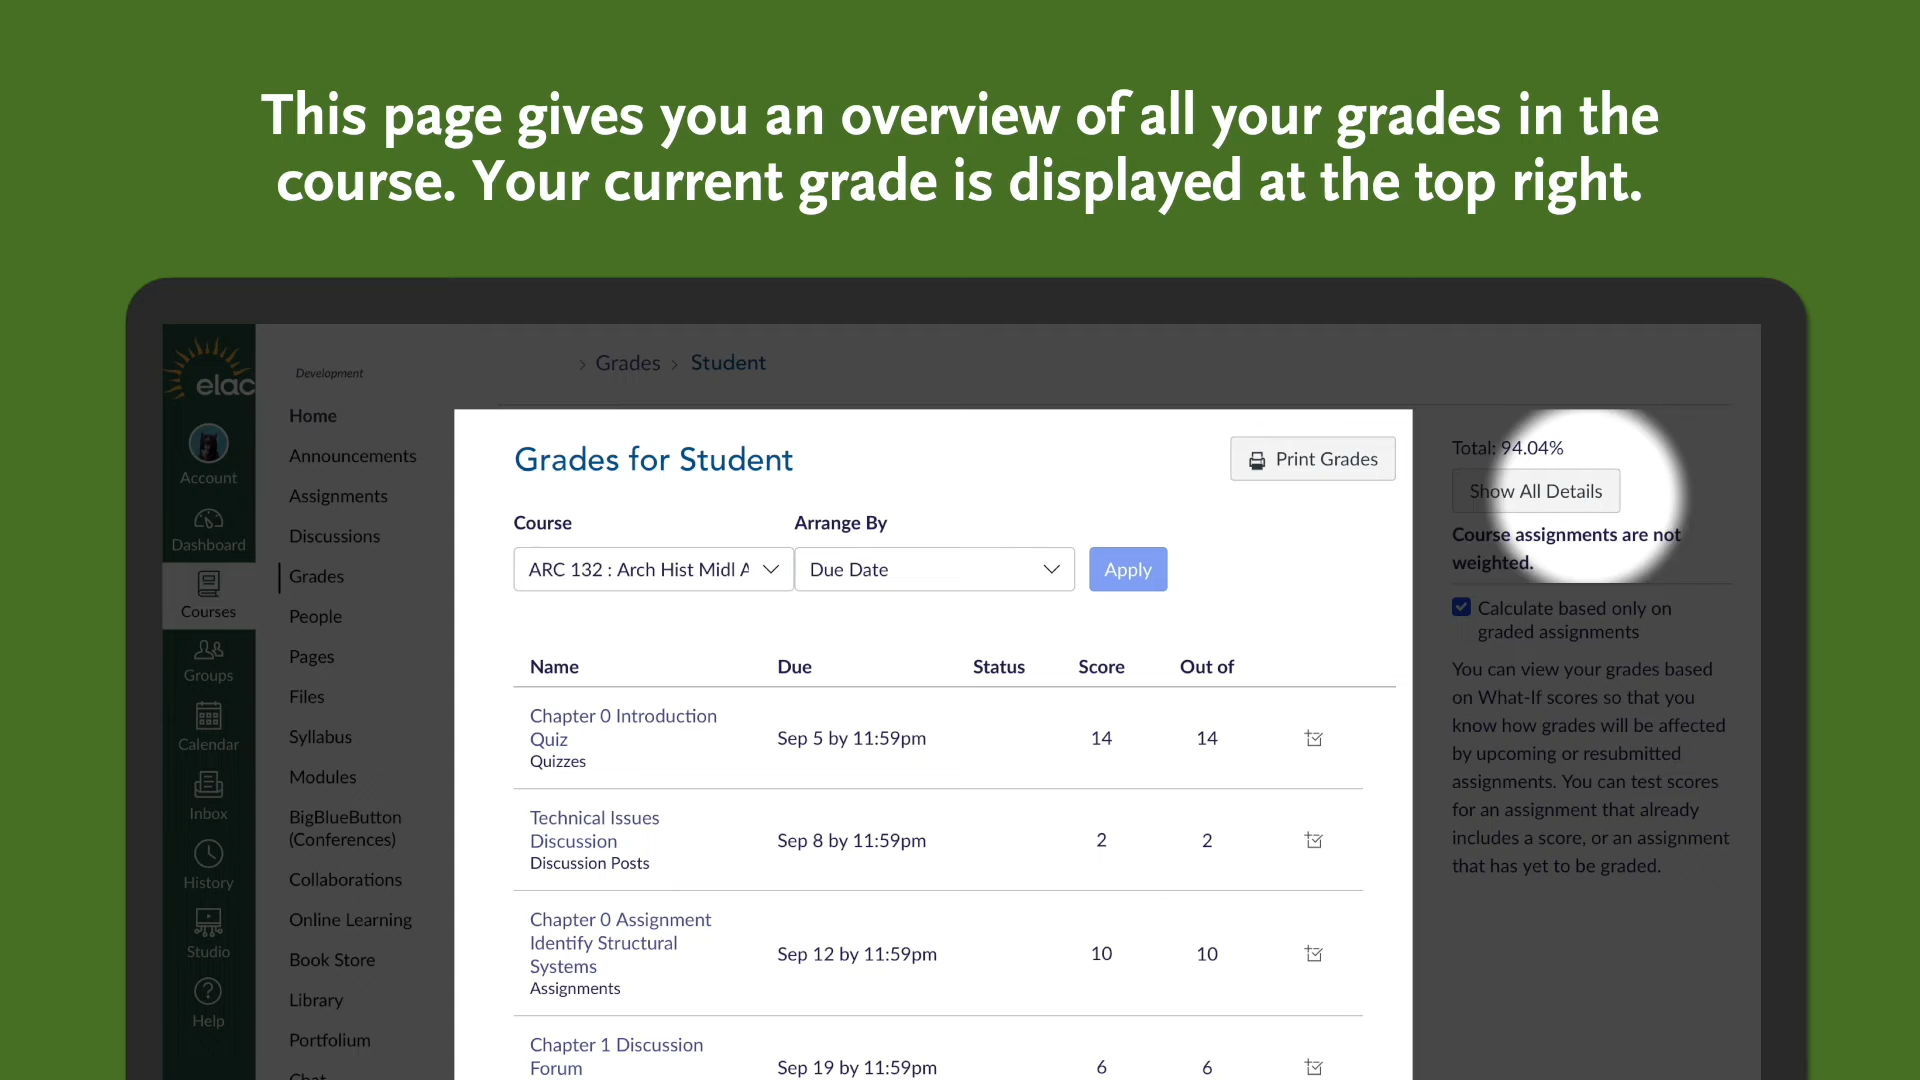 This page gives you an overview of all your grades in the
course. Your current grade is displayed at the top right.
elac
Account
Dashboard
Courses
Groups
Calendar
Inbox
History
Studio
Help
Development
Home
Announcements
Assignments
Discussions
Grades
People
Pages
Files
Syllabus
Modules
BigBlueButton
(Conferences)
Collaborations
Online Learning
Book Store
Library
Portfolium
Chat
› Grades › Student
Grades for Student
Print Grades
Course
Arrange By
ARC 132 : Arch Hist Midl A
Due Date
Apply
Name Due Status Score Out of
Chapter 0 Introduction
Quiz
Quizzes
Sep 5 by 11:59pm
14
14
Technical Issues
Discussion
Discussion Posts
Sep 8 by 11:59pm
2
2
Chapter 0 Assignment
Identify Structural
Systems
Assignments
Sep 12 by 11:59pm
10
10
Chapter 1 Discussion
Forum
Sep 19 by 11:59pm
6
6
Total: 94.04%
Show All Details
Course assignments are not
weighted.
Calculate based only on
graded assignments
You can view your grades based
on What-If scores so that you
know how grades will be affected
by upcoming or resubmitted
assignments. You can test scores
for an assignment that already
includes a score, or an assignment
that has yet to be graded.